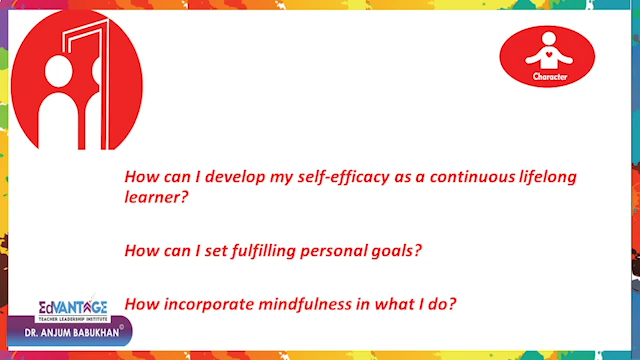 Character
How can I develop my self-efficacy as a continuous lifelong
learner?
How can I set fulfilling personal goals?
How incorporate mindfulness in what I do?
EdVANTAGE
TEACHER LEADERSHIP INSTITUTE
DR. ANJUM BABUKHAN©